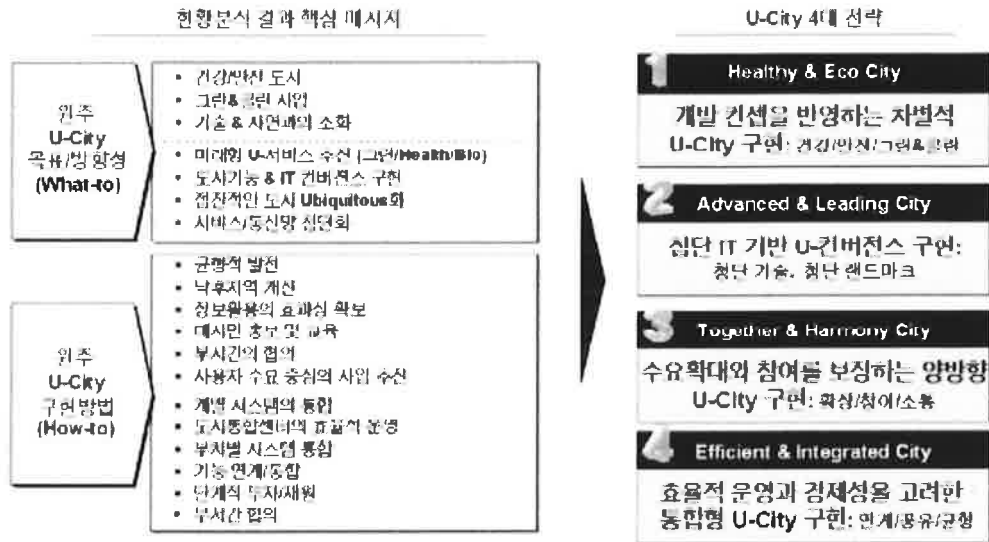 현황분석 결과 핵심 메시지
U-City 4대 전략
원주
U-City
목표/방향성
(What-to)
• 건강/안전 도시
• 그린&클린 사업
• 기술 & 자연과의 조화
• 미래형 U-서비스 추진 (그린/Health/Bio)
• 도시기능 & IT 컨버전스 구현
• 점진적인 도시 Ubiquitous화
• 서비스/통신망 첨단화
원주
U-City
구현방법
(How-to)
• 균형적 발전
• 낙후지역 개선
• 정보활용의 효과성 확보
• 대시민 홍보 및 교육
• 부서간의 협의
• 사용자 수요 중심의 사업 추진
• 개별 시스템의 통합
• 도시통합센터의 효율적 운영
• 부처별 시스템 통합
• 기능 연계/통합
• 단계적 투자/재원
• 부서간 협의
1 Healthy & Eco City
개발 컨셉을 반영하는 차별적
U-City 구현: 건강/안전/그린&클린
2 Advanced & Leading City
첨단 IT 기반 U-컨버전스 구현:
첨단 기술, 첨단 랜드마크
3 Together & Harmony City
수요확대와 참여를 보장하는 양방향
U-City 구현: 확상/참여/소통
4 Efficient & Integrated City
효율적 운영과 경제성을 고려한
통합형 U-City 구현: 연계/공유/균형